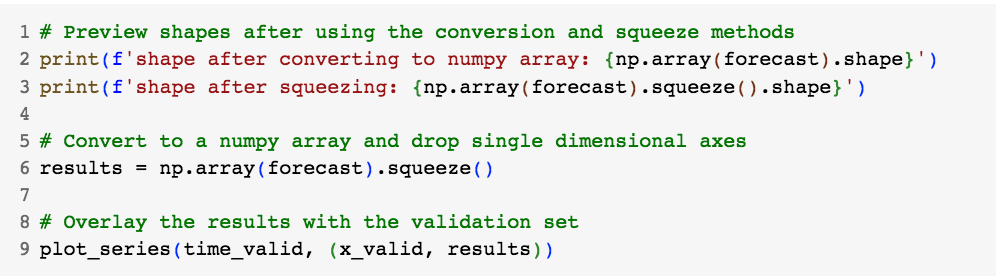 1 # Preview shapes after using the conversion and squeeze methods
2 print(f'shape after converting to numpy array: {np.array(forecast).shape}')
3 print(f'shape after squeezing: {np.array(forecast).squeeze().shape}')
4
5 # Convert to a numpy array and drop single dimensional axes
6 results = np.array(forecast).squeeze()
7
8 # Overlay the results with the validation set
9 plot_series(time_valid, (x_valid, results))